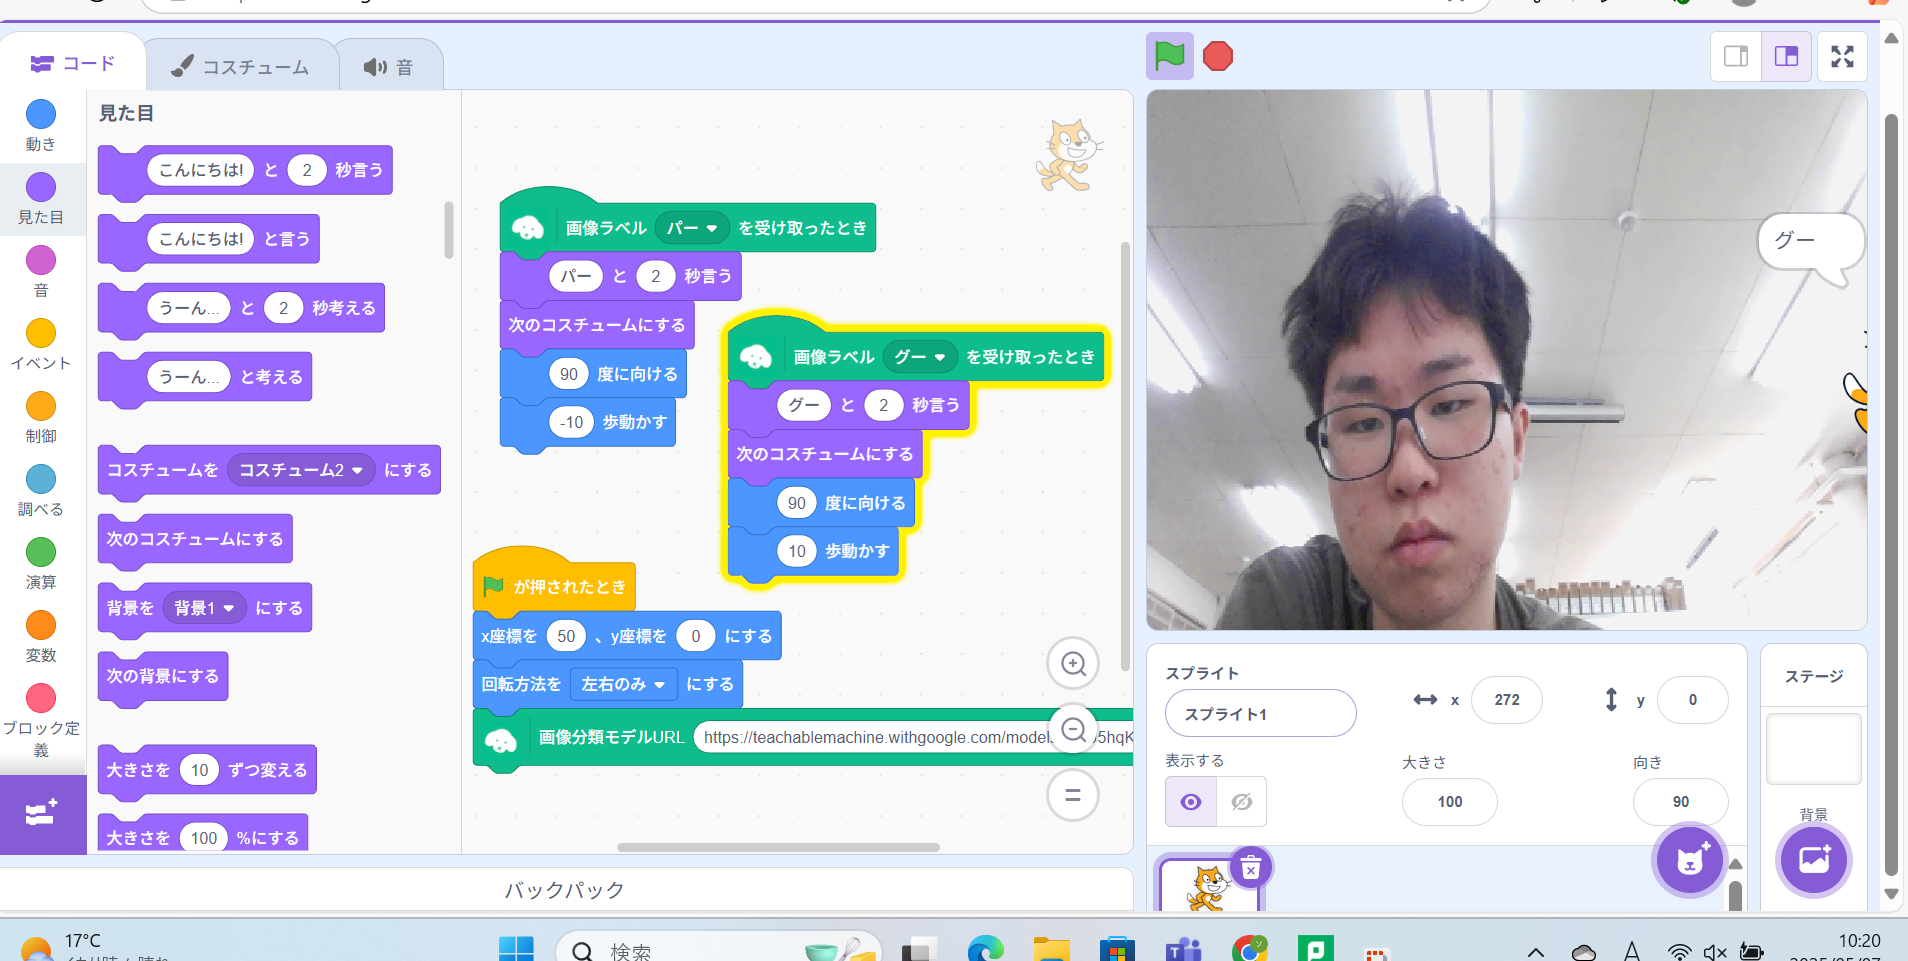 コード
コスチューム
音
動き
見た目
音
イベント
制御
調べる
演算
変数
ブロック定
義
見た目
こんにちは! と 2 秒言う
こんにちは! と言う
うーん... と 2 秒考える
うーん... と考える
コスチュームを コスチューム2 にする
次のコスチュームにする
背景を 背景1 にする
次の背景にする
大きさを 10 ずつ変える
大きさを 100 %にする
画像ラベル パー を受け取ったとき
パー と 2 秒言う
次のコスチュームにする
90 度に向ける
-10 歩動かす
画像ラベル グー を受け取ったとき
グー と 2 秒言う
次のコスチュームにする
90 度に向ける
10 歩動かす
が押されたとき
x座標を 50 、y座標を 0 にする
回転方法を 左右のみ にする
画像分類モデルURL https://teachablemachine.withgoogle.com/model
グー
スプライト
スプライト1
x 272
y 0
表示する
大きさ
100
向き
90
ステージ
背景
バックパック
17°C
検索
10:20